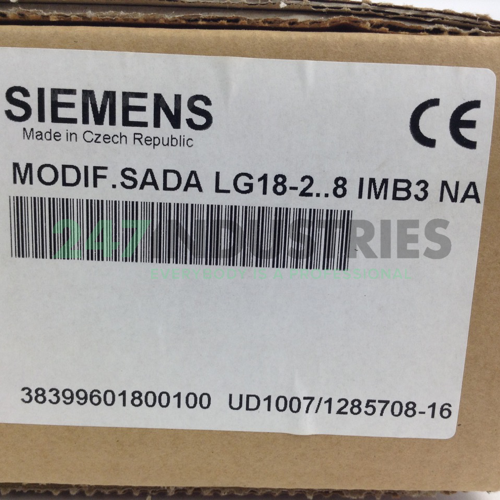 SIEMENS
Made in Czech Republic
CE
MODIF.SADA LG18-2..8 IMB3 NA
247 INDUSTRIES
38399601800100 UD1007/1285708-16